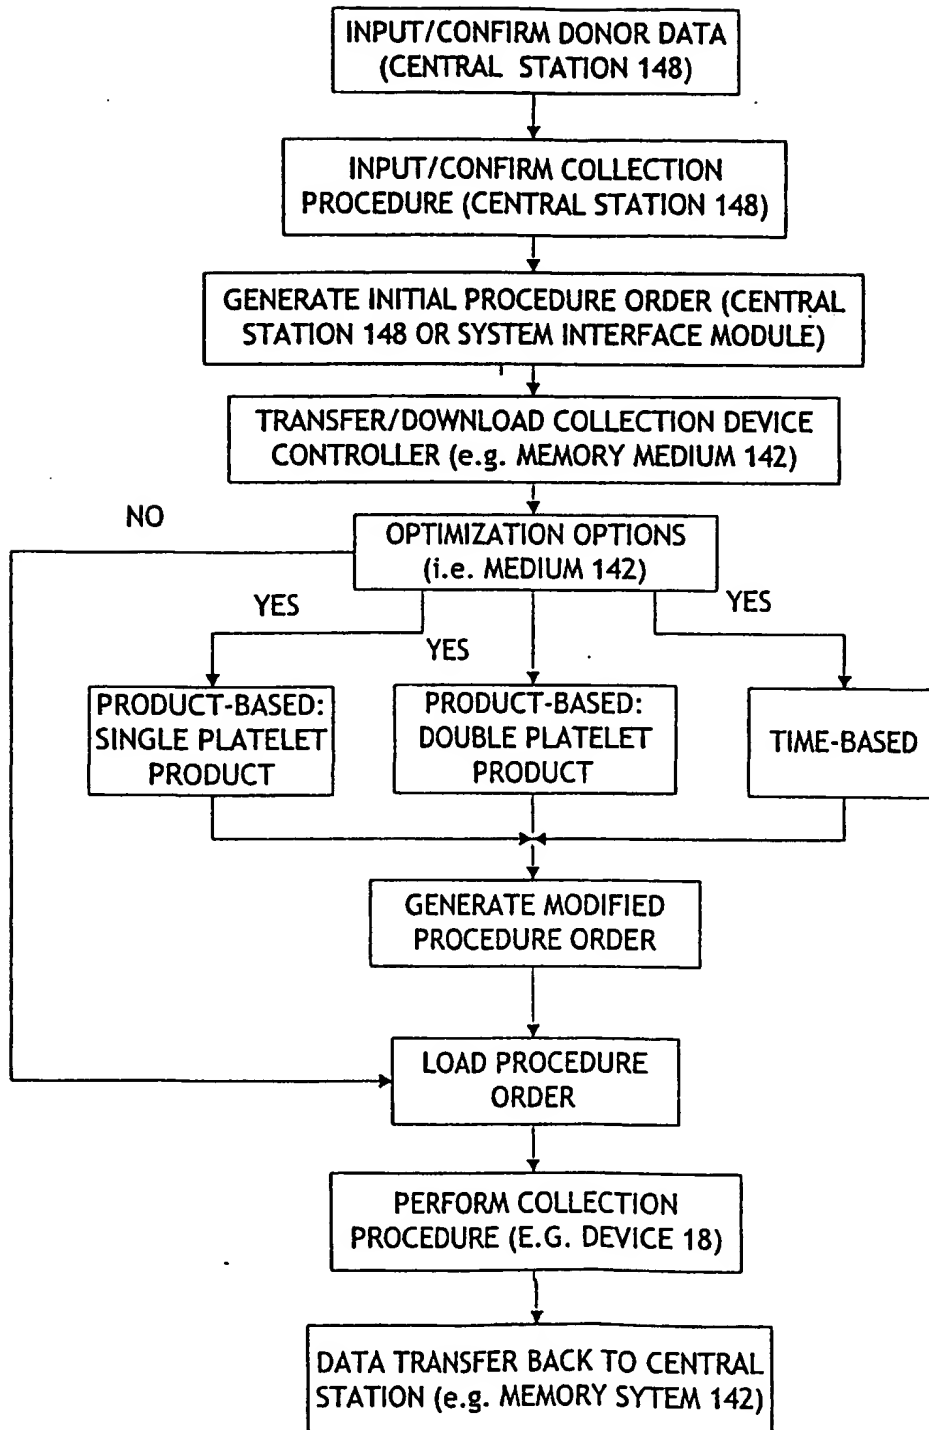 INPUT/CONFIRM DONOR DATA
(CENTRAL STATION 148)
INPUT/CONFIRM COLLECTION
PROCEDURE (CENTRAL STATION 148)
GENERATE INITIAL PROCEDURE ORDER (CENTRAL
STATION 148 OR SYSTEM INTERFACE MODULE)
TRANSFER/DOWNLOAD COLLECTION DEVICE
CONTROLLER (e.g. MEMORY MEDIUM 142)
NO
OPTIMIZATION OPTIONS
(i.e. MEDIUM 142)
YES
YES
YES
PRODUCT-BASED:
SINGLE PLATELET
PRODUCT
PRODUCT-BASED:
DOUBLE PLATELET
PRODUCT
TIME-BASED
GENERATE MODIFIED
PROCEDURE ORDER
LOAD PROCEDURE
ORDER
PERFORM COLLECTION
PROCEDURE (E.G. DEVICE 18)
DATA TRANSFER BACK TO CENTRAL
STATION (e.g. MEMORY SYTEM 142)